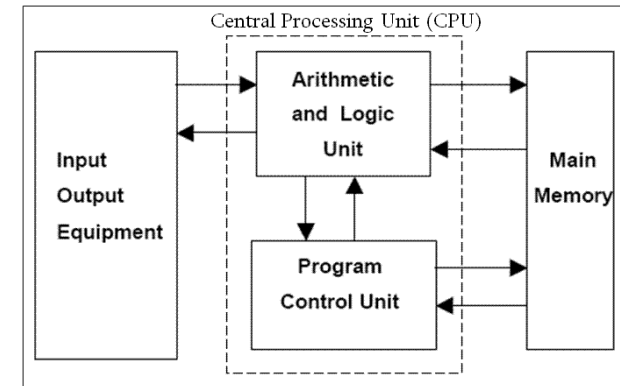 Central Processing Unit (CPU)
Input
Output
Equipment
Arithmetic
and Logic
Unit
Program
Control Unit
Main
Memory